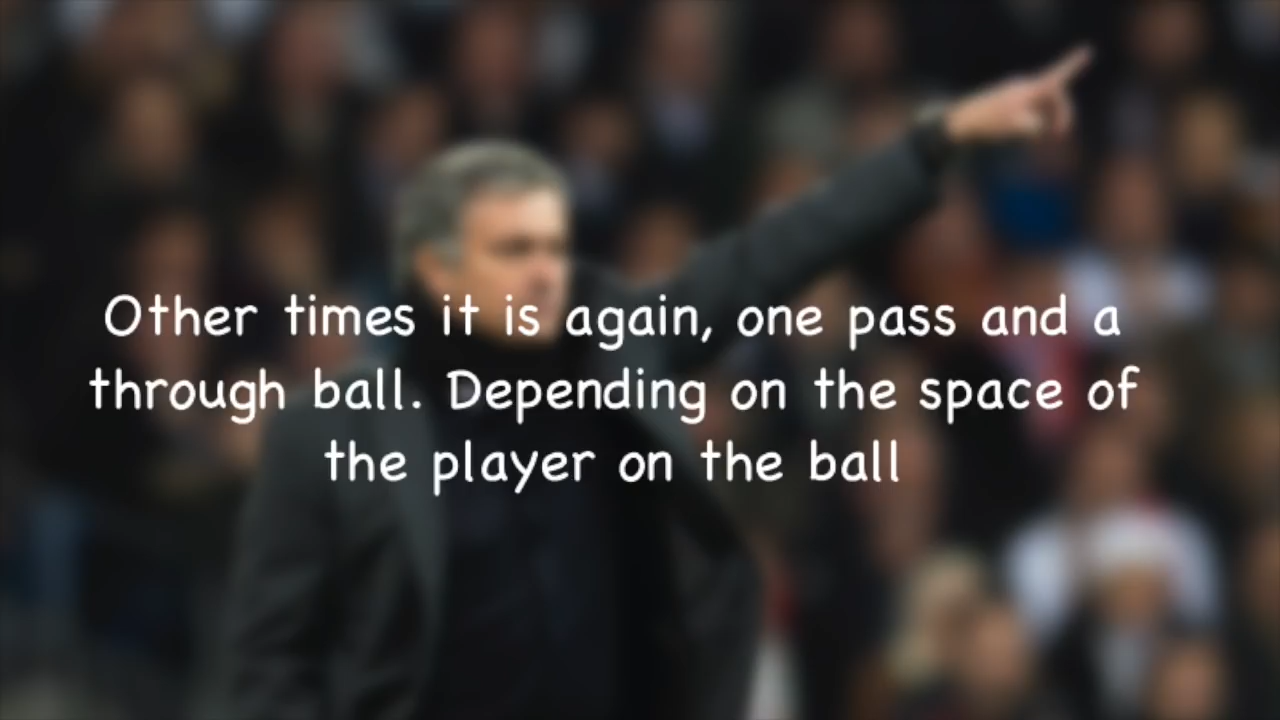 Other times it is again, one pass and a
through ball. Depending on the space of
the player on the ball